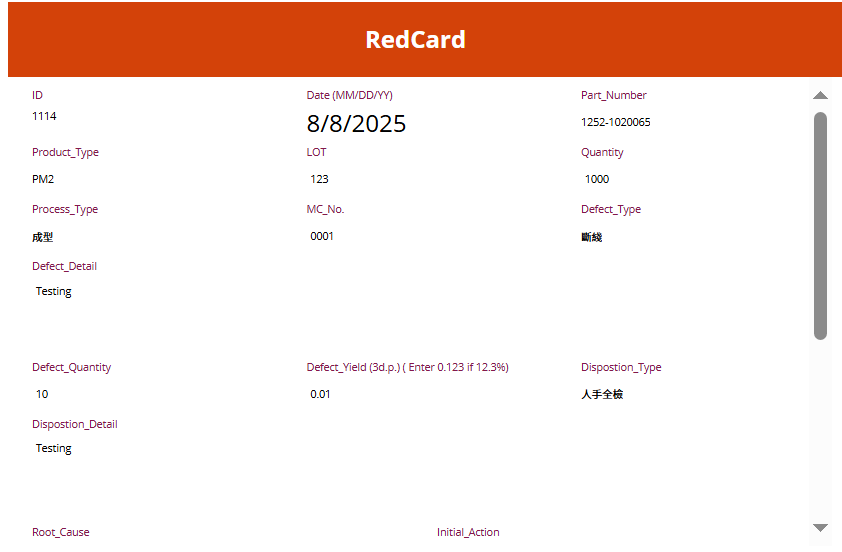 RedCard
ID
Date (MM/DD/YY)
Part_Number
1114
8/8/2025
1252-1020065
Product_Type
LOT
Quantity
PM2
123
1000
Process_Type
MC_No.
Defect_Type
成型
0001
斷綫
Defect_Detail
Testing
Defect_Quantity
Defect_Yield (3d.p.) ( Enter 0.123 if 12.3%)
Dispostion_Type
10
0.01
人手全檢
Dispostion_Detail
Testing
Root_Cause
Initial_Action